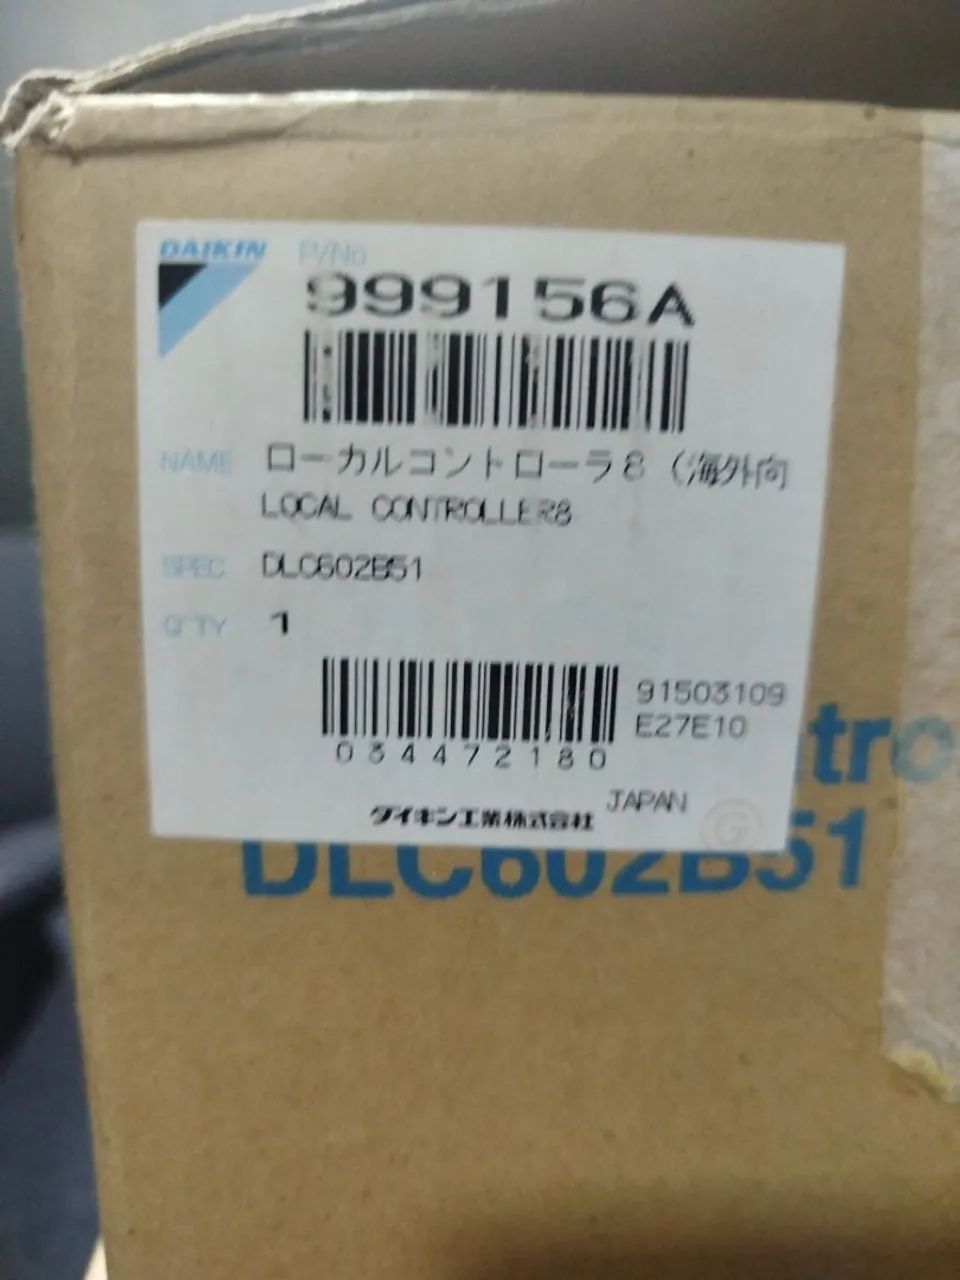 DAIKIN P/No
999156A
NAME ローカルコントローラ8（海外向
LOCAL CONTROLLER8
SPEC DLC602B51
Q'TY 1
91503109
E27E10
034472180
JAPAN
ダイキン工業株式会社
G
ntro
DLC602B51